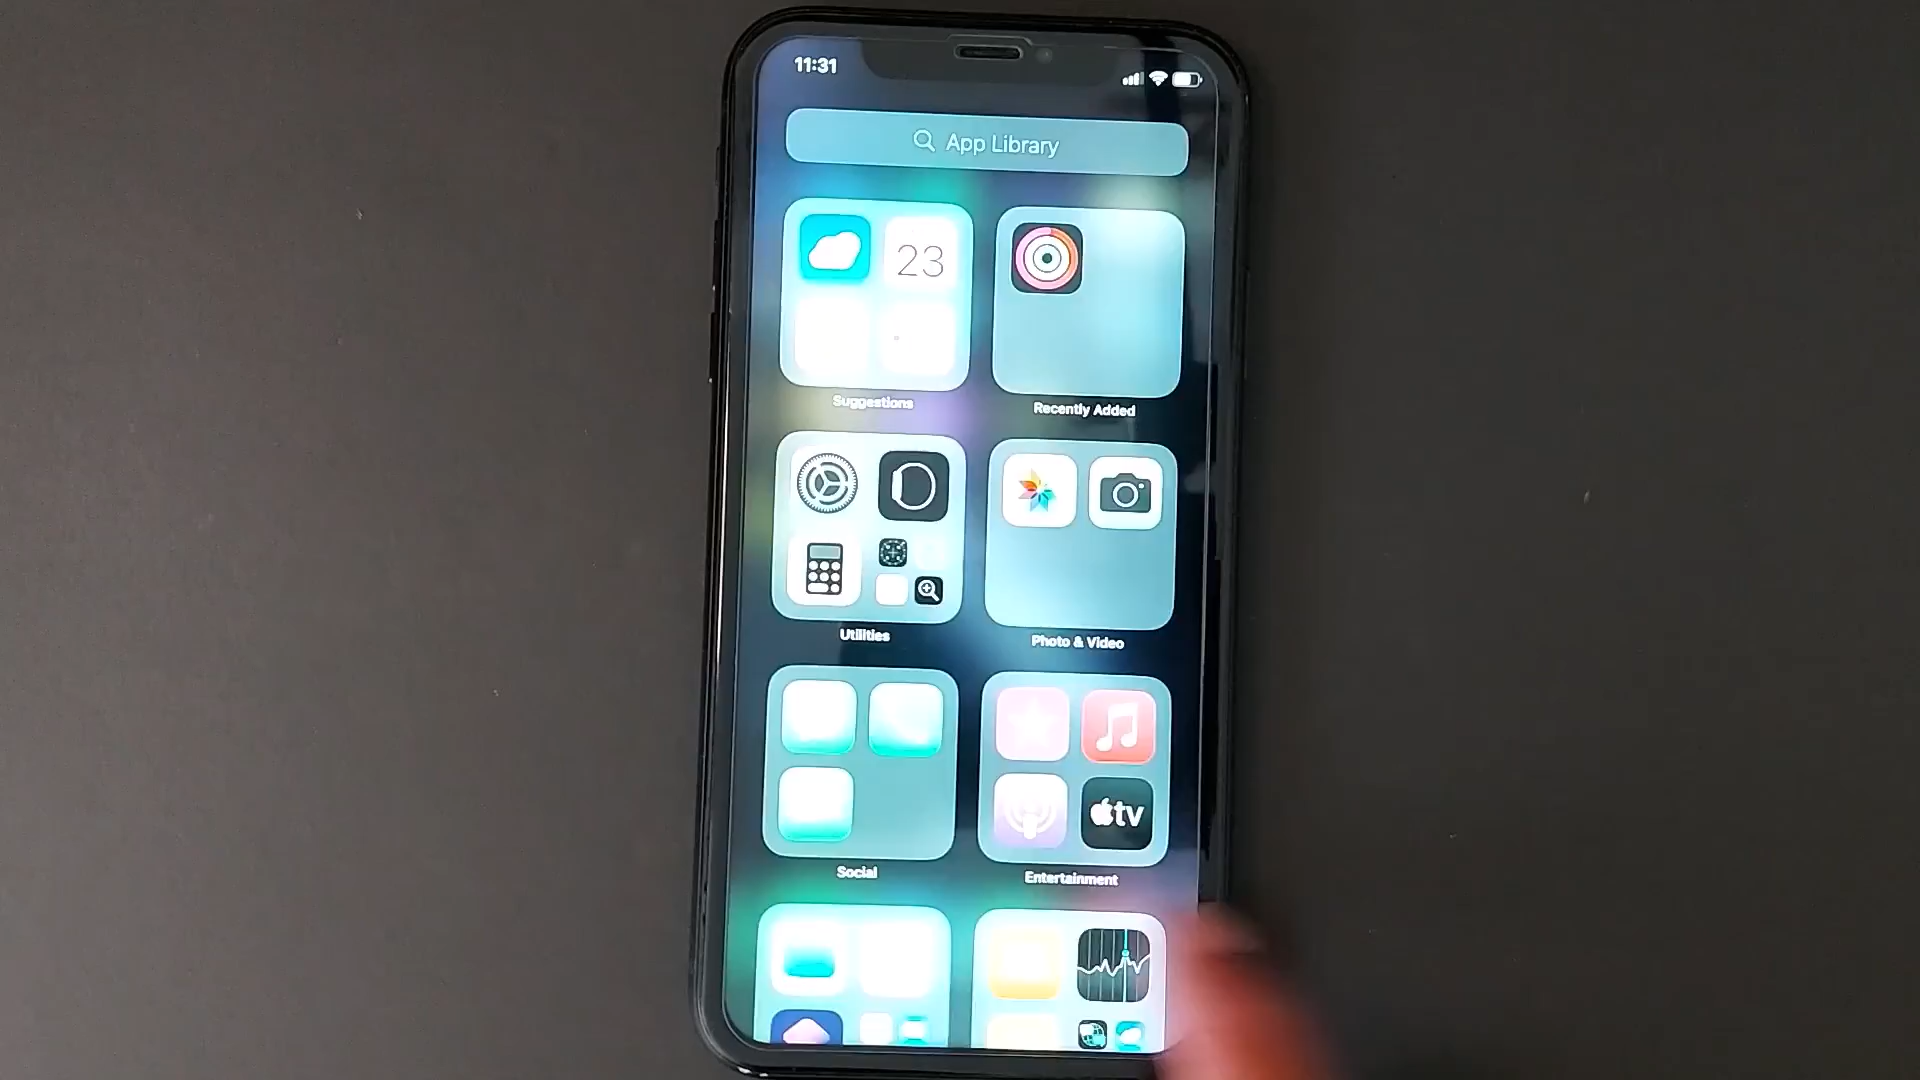 11:31
App Library
23
Suggestions
Recently Added
Utilities
Photo & Video
tv
Social
Entertainment